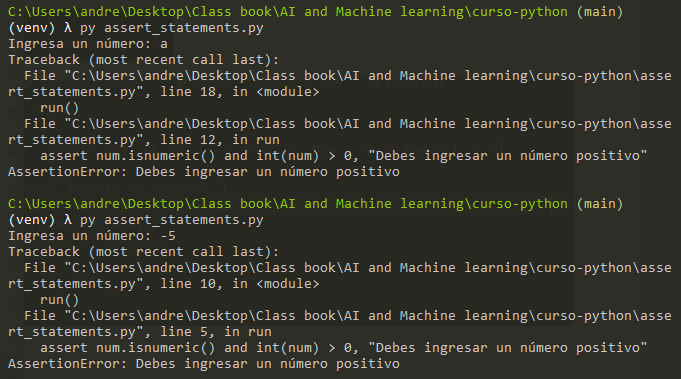 C:\Users\andre\Desktop\Class book\AI and Machine learning\curso-python (main)
(venv) λ py assert_statements.py
Ingresa un número: a
Traceback (most recent call last):
  File "C:\Users\andre\Desktop\Class book\AI and Machine learning\curso-python\asse
rt_statements.py", line 18, in <module>
    run()
  File "C:\Users\andre\Desktop\Class book\AI and Machine learning\curso-python\asse
rt_statements.py", line 12, in run
    assert num.isnumeric() and int(num) > 0, "Debes ingresar un número positivo"
AssertionError: Debes ingresar un número positivo

C:\Users\andre\Desktop\Class book\AI and Machine learning\curso-python (main)
(venv) λ py assert_statements.py
Ingresa un número: -5
Traceback (most recent call last):
  File "C:\Users\andre\Desktop\Class book\AI and Machine learning\curso-python\asse
rt_statements.py", line 10, in <module>
    run()
  File "C:\Users\andre\Desktop\Class book\AI and Machine learning\curso-python\asse
rt_statements.py", line 5, in run
    assert num.isnumeric() and int(num) > 0, "Debes ingresar un número positivo"
AssertionError: Debes ingresar un número positivo